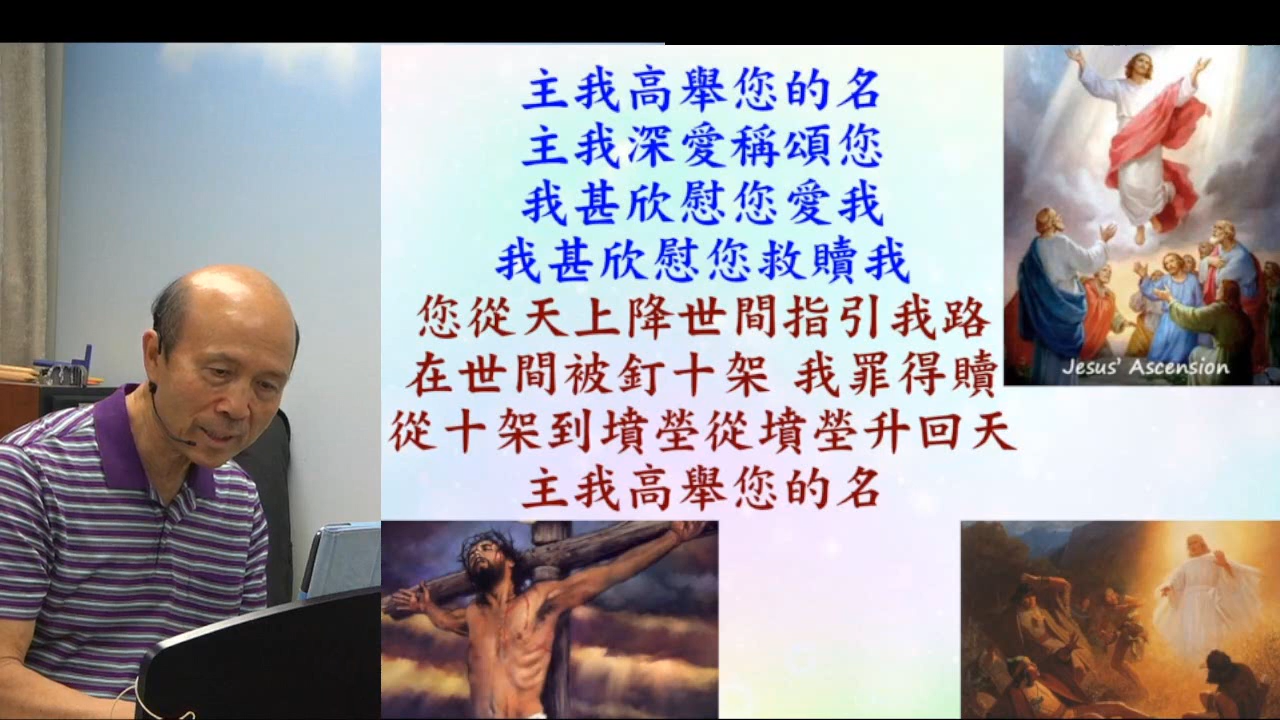 主我高舉您的名
主我深愛稱頌您
我甚欣慰您愛我
我甚欣慰您救贖我
您從天上降世間指引我路
在世間被釘十架 我罪得贖
從十架到墳塋從墳塋升回天
主我高舉您的名
Jesus' Ascension